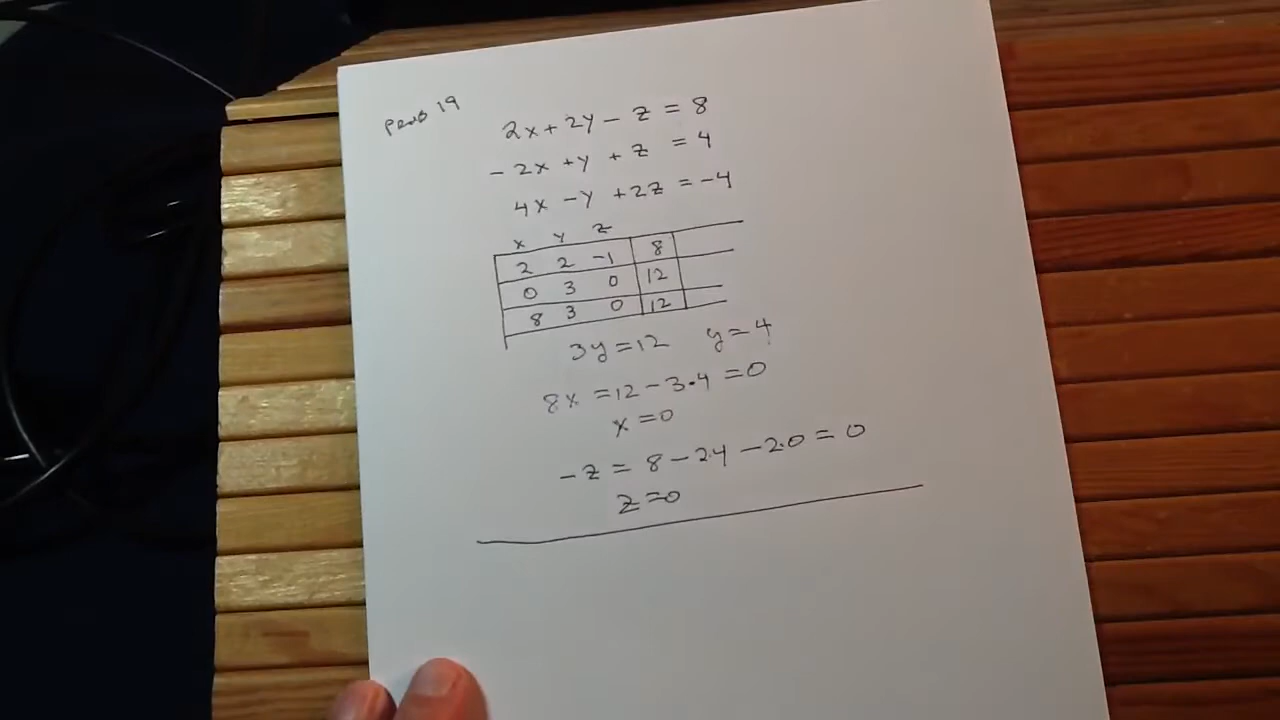 PROB 19
2x + 2y - z = 8
- 2x + y + z = 4
4x - y + 2z = -4
x y z
2 2 -1 8
0 3 0 12
8 3 0 12
3y = 12 y = 4
8x = 12 - 3·4 = 0
x = 0
- z = 8 - 2·4 - 2·0 = 0
z = 0